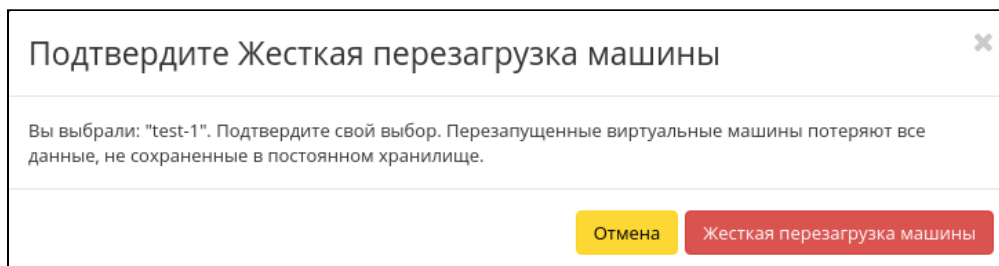 Подтвердите Жесткая перезагрузка машины
Вы выбрали: "test-1". Подтвердите свой выбор. Перезапущенные виртуальные машины потеряют все
данные, не сохраненные в постоянном хранилище.
Отмена
Жесткая перезагрузка машины